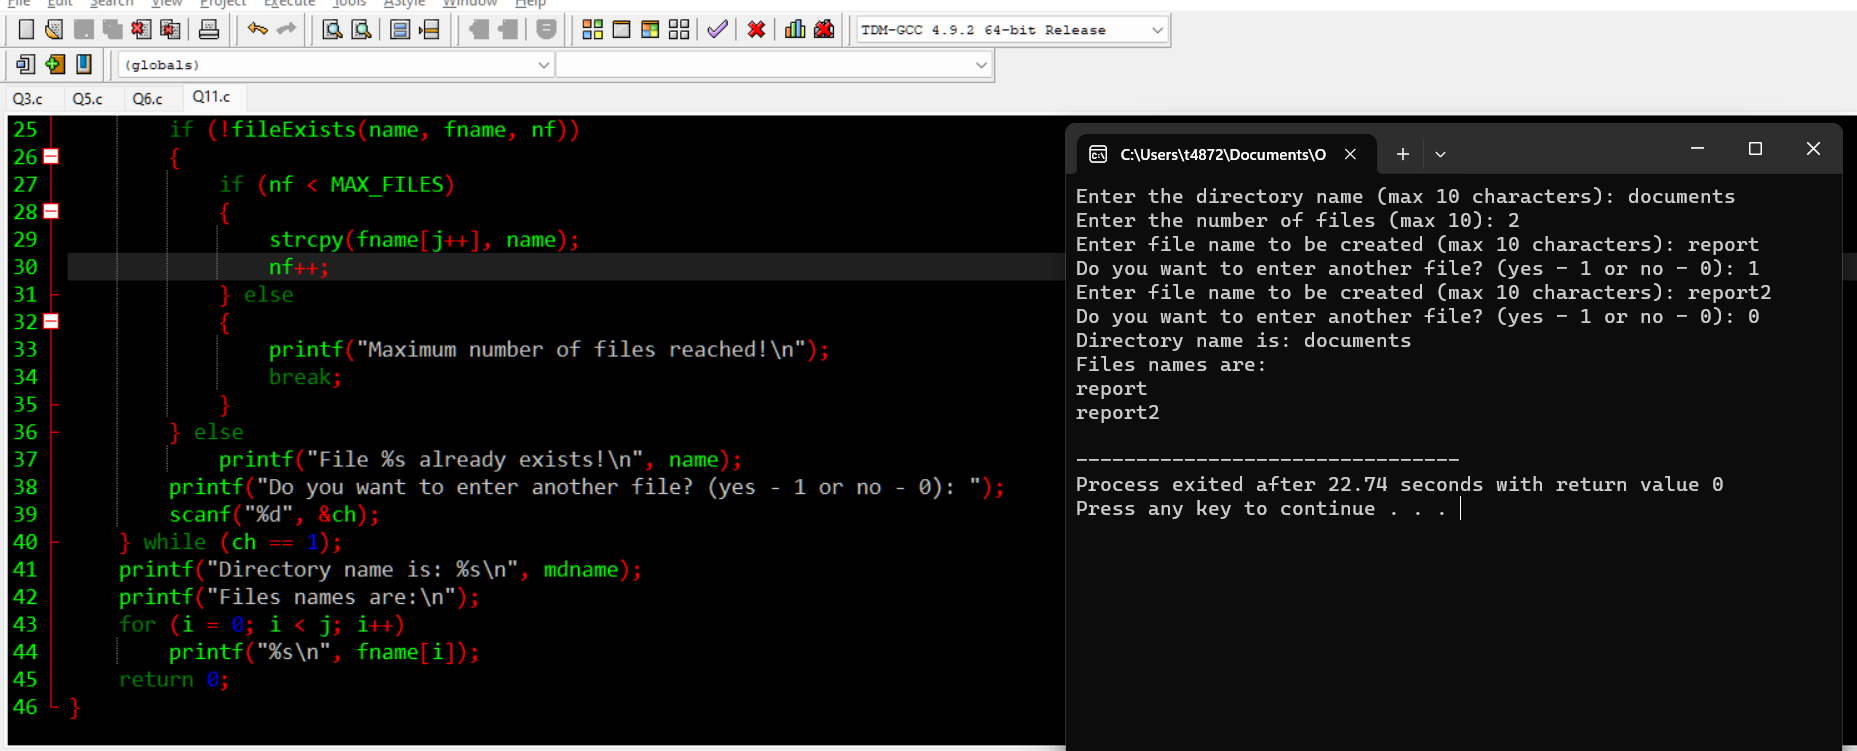 File Edit Search View Project Execute Tools AStyle Window Help
TDM-GCC 4.9.2 64-bit Release
(globals)
Q3.c Q5.c Q6.c Q11.c
25 if (!fileExists(name, fname, nf))
26 {
27 if (nf < MAX_FILES)
28 {
29 strcpy(fname[j++], name);
30 nf++;
31 } else
32 {
33 printf("Maximum number of files reached!\n");
34 break;
35 }
36 } else
37 printf("File %s already exists!\n", name);
38 printf("Do you want to enter another file? (yes - 1 or no - 0): ");
39 scanf("%d", &ch);
40 } while (ch == 1);
41 printf("Directory name is: %s\n", mdname);
42 printf("Files names are:\n");
43 for (i = 0; i < j; i++)
44 printf("%s\n", fname[i]);
45 return 0;
46 }
C:\Users\t4872\Documents\O
Enter the directory name (max 10 characters): documents
Enter the number of files (max 10): 2
Enter file name to be created (max 10 characters): report
Do you want to enter another file? (yes - 1 or no - 0): 1
Enter file name to be created (max 10 characters): report2
Do you want to enter another file? (yes - 1 or no - 0): 0
Directory name is: documents
Files names are:
report
report2
--------------------------------
Process exited after 22.74 seconds with return value 0
Press any key to continue . . .